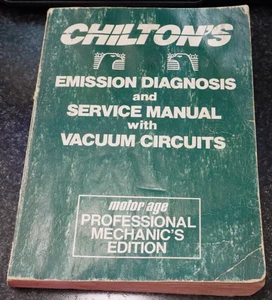 CHILTON'S
EMISSION DIAGNOSIS
and
SERVICE MANUAL
with
VACUUM CIRCUITS
motor age
PROFESSIONAL
MECHANIC'S
EDITION